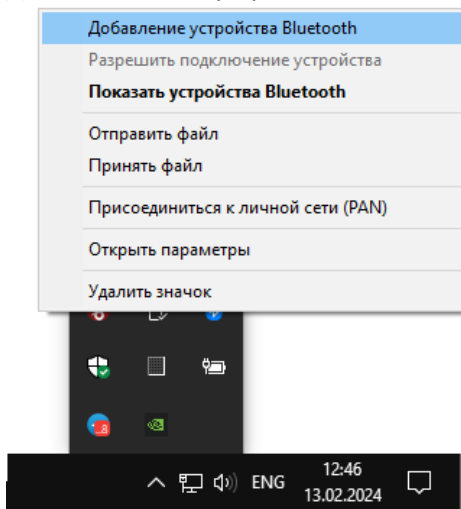 Добавление устройства Bluetooth
Разрешить подключение устройства
Показать устройства Bluetooth
Отправить файл
Принять файл
Присоединиться к личной сети (PAN)
Открыть параметры
Удалить значок
ENG
12:46
13.02.2024